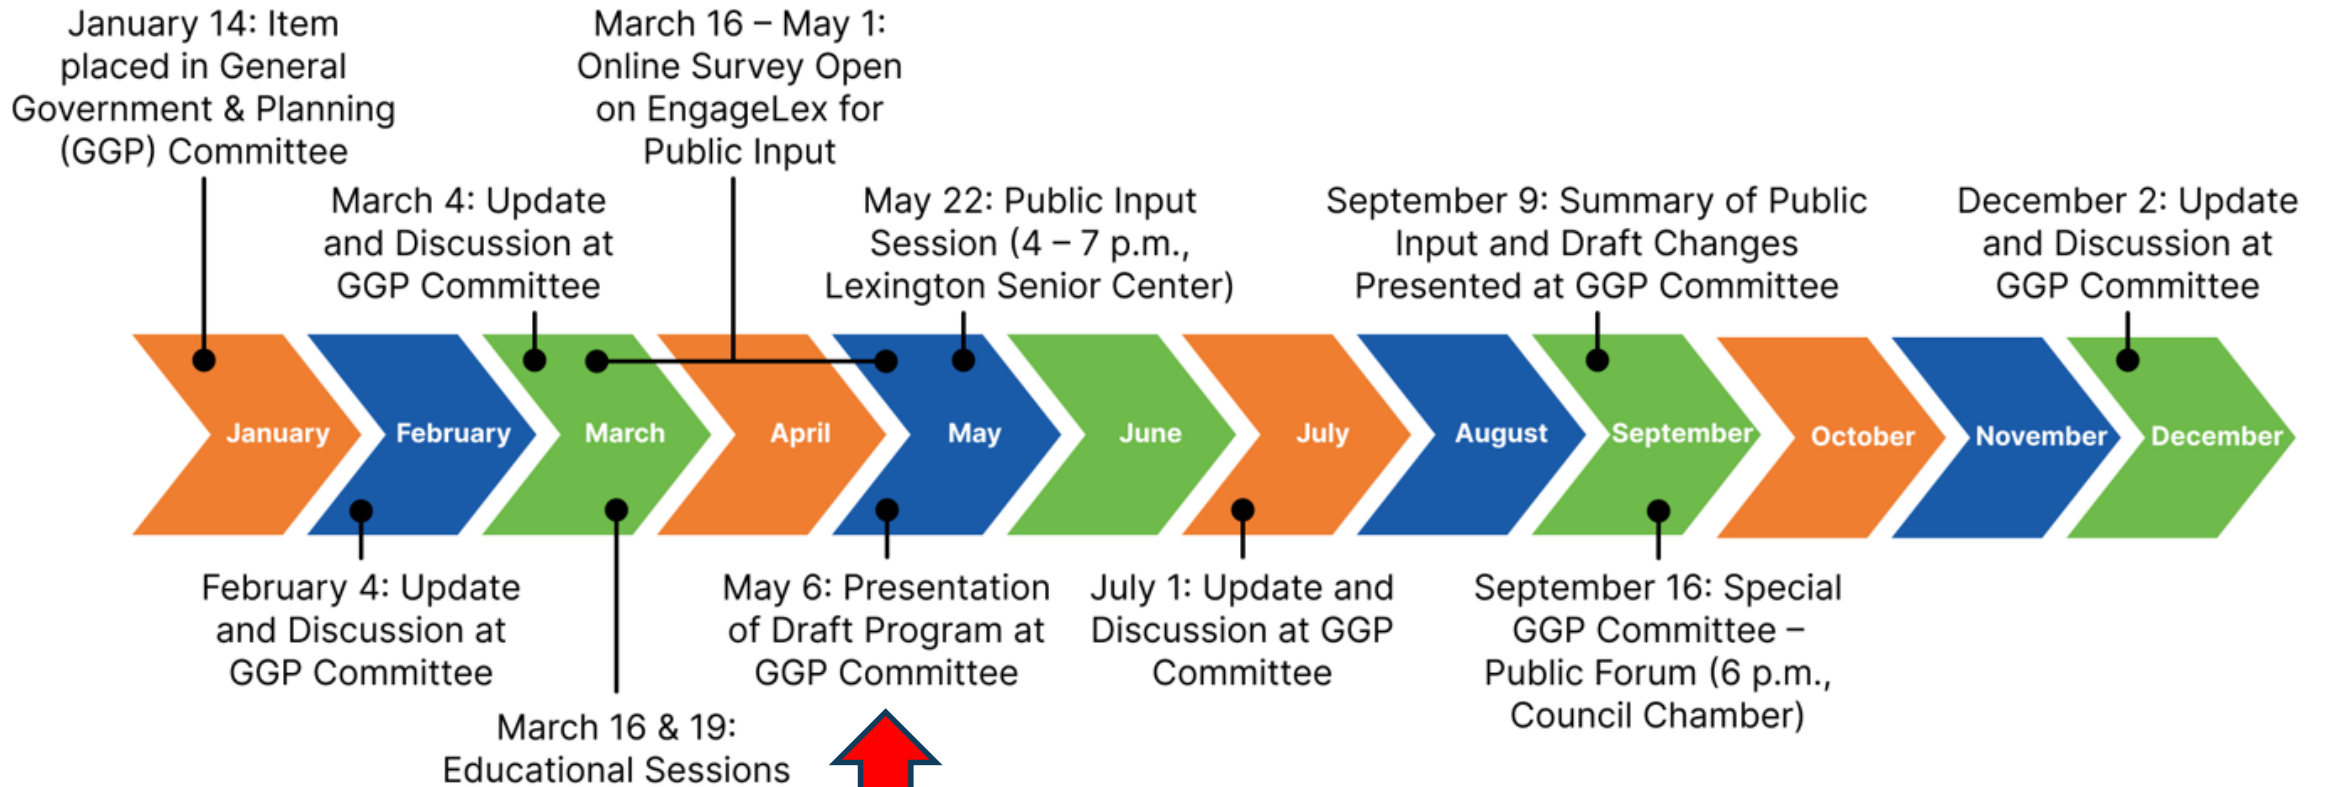 January 14: Item
placed in General
Government & Planning
(GGP) Committee
March 16 – May 1:
Online Survey Open
on EngageLex for
Public Input
March 4: Update
and Discussion at
GGP Committee
May 22: Public Input
Session (4 – 7 p.m.,
Lexington Senior Center)
September 9: Summary of Public
Input and Draft Changes
Presented at GGP Committee
December 2: Update
and Discussion at
GGP Committee
January
February
March
April
May
June
July
August
September
October
November
December
February 4: Update
and Discussion at
GGP Committee
March 16 & 19:
Educational Sessions
May 6: Presentation
of Draft Program at
GGP Committee
July 1: Update and
Discussion at GGP
Committee
September 16: Special
GGP Committee –
Public Forum (6 p.m.,
Council Chamber)